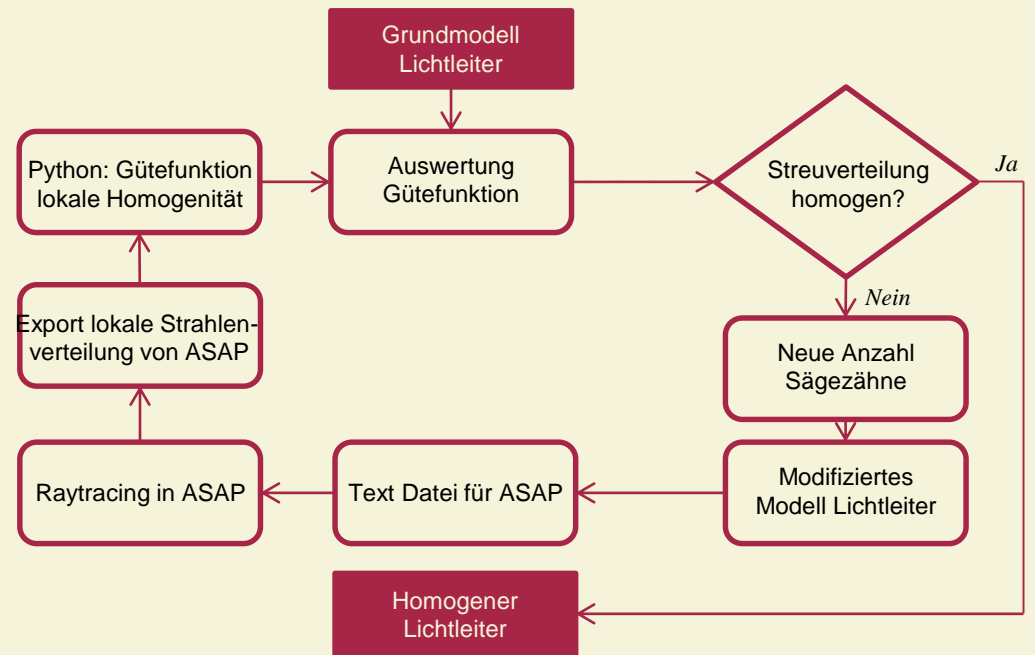 Grundmodell
Lichtleiter
Python: Gütefunktion
lokale Homogenität
Auswertung
Gütefunktion
Streuverteilung
homogen?
Ja
Nein
Export lokale Strahlen-
verteilung von ASAP
Neue Anzahl
Sägezähne
Raytracing in ASAP
Text Datei für ASAP
Modifiziertes
Modell Lichtleiter
Homogener
Lichtleiter